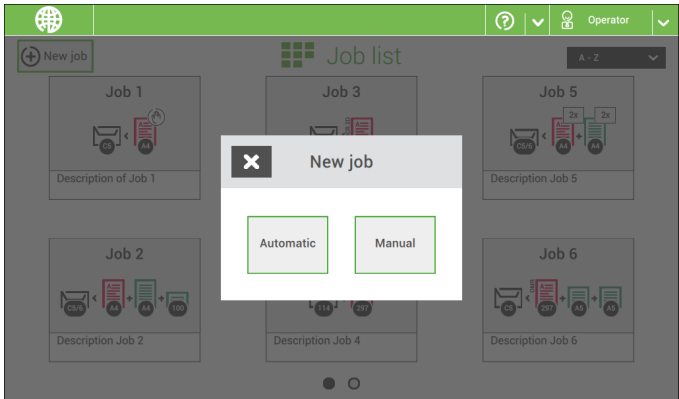 Operator
New job
Job list
A - Z
Job 1
C5
A4
Description of Job 1
Job 3
Job 5
2x
2x
C5/6
A4
A4
Description Job 5
New job
Automatic
Manual
Job 2
C5/6
A4
A4
100
Description Job 2
114
297
Description Job 4
Job 6
C5
297
A5
A5
Description Job 6